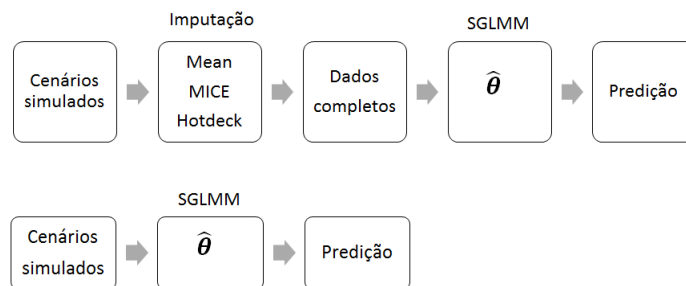 Imputação
SGLMM
Cenários
simulados
Mean
MICE
Hotdeck
Dados
completos
θ̂
Predição
SGLMM
Cenários
simulados
θ̂
Predição